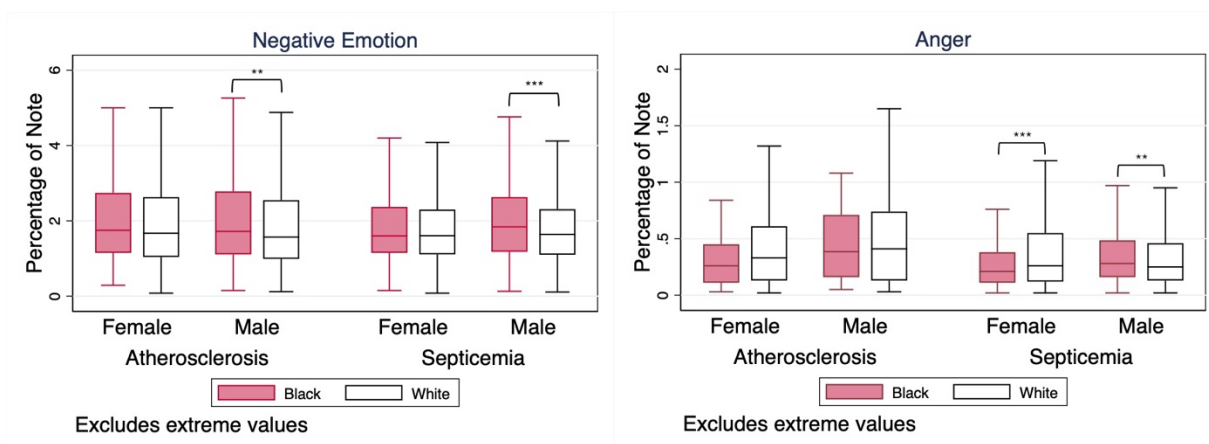 Negative Emotion
Percentage of Note
6
4
2
0
**
***
Female Male Female Male
Atherosclerosis Septicemia
Black White
Excludes extreme values
Anger
Percentage of Note
2
1.5
1
.5
0
***
**
Female Male Female Male
Atherosclerosis Septicemia
Black White
Excludes extreme values